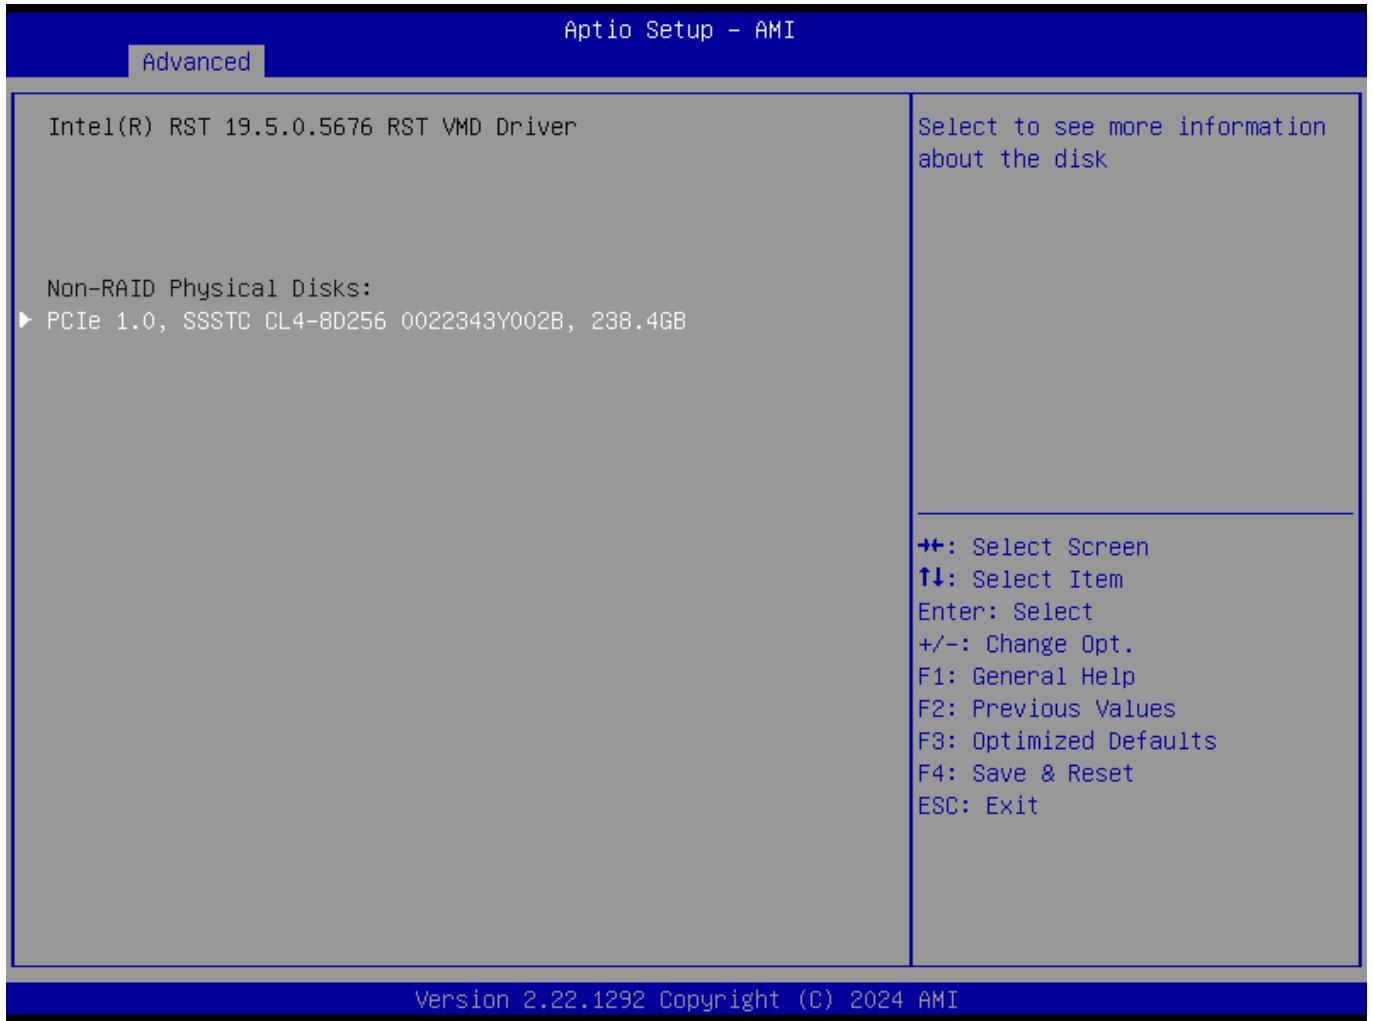 Aptio Setup – AMI
Advanced
Intel(R) RST 19.5.0.5676 RST VMD Driver
Non-RAID Physical Disks:
▶ PCIe 1.0, SSSTC CL4-8D256 0022343Y002B, 238.4GB
Select to see more information
about the disk
→←: Select Screen
↑↓: Select Item
Enter: Select
+/-: Change Opt.
F1: General Help
F2: Previous Values
F3: Optimized Defaults
F4: Save & Reset
ESC: Exit
Version 2.22.1292 Copyright (C) 2024 AMI